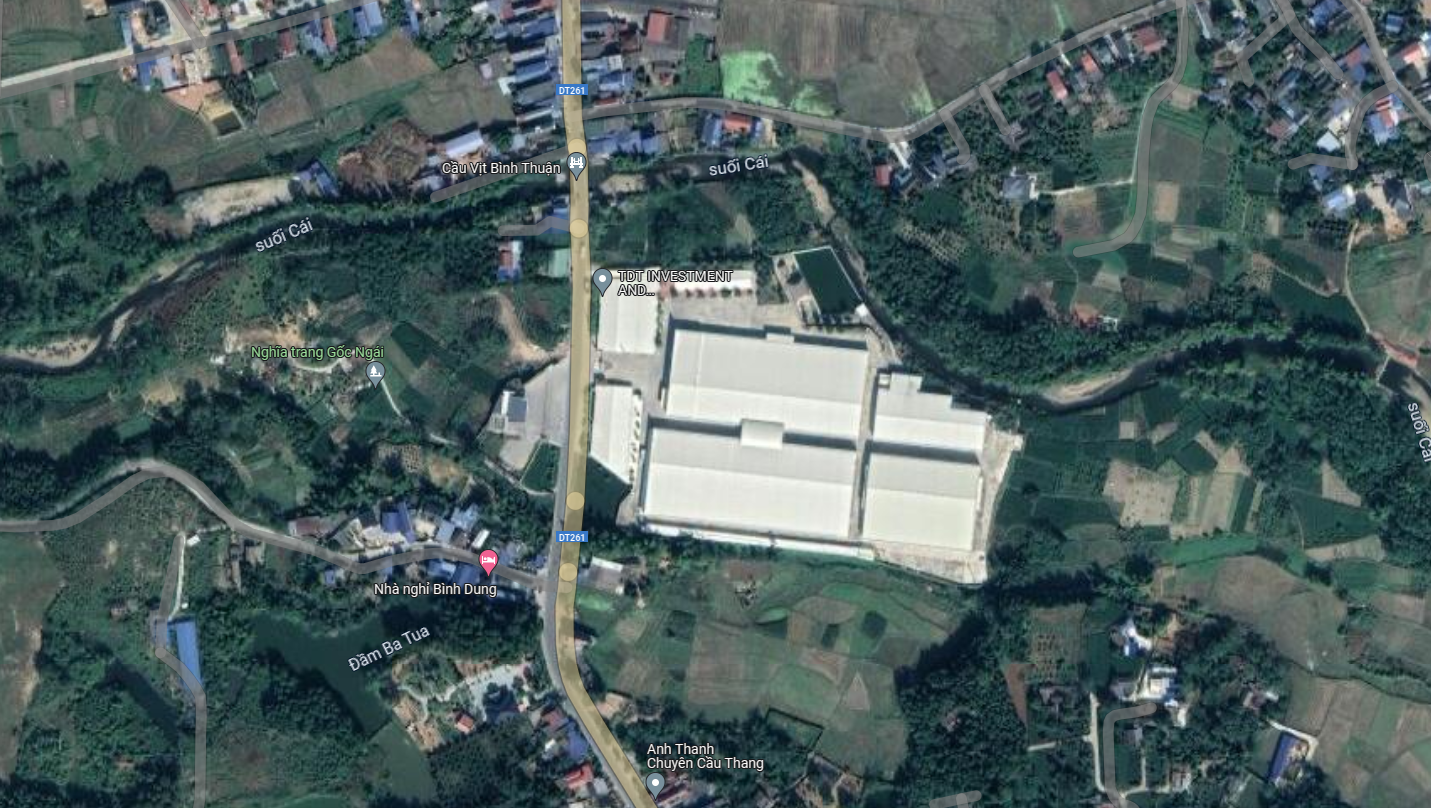 DT261
Cầu Vịt Bình Thuận
suối Cái
suối Cái
TDT INVESTMENT
AND...
Nghĩa trang Gốc Ngái
suối Cái
DT261
Nhà nghỉ Bình Dung
Đầm Ba Tua
Anh Thanh
Chuyên Cầu Thang